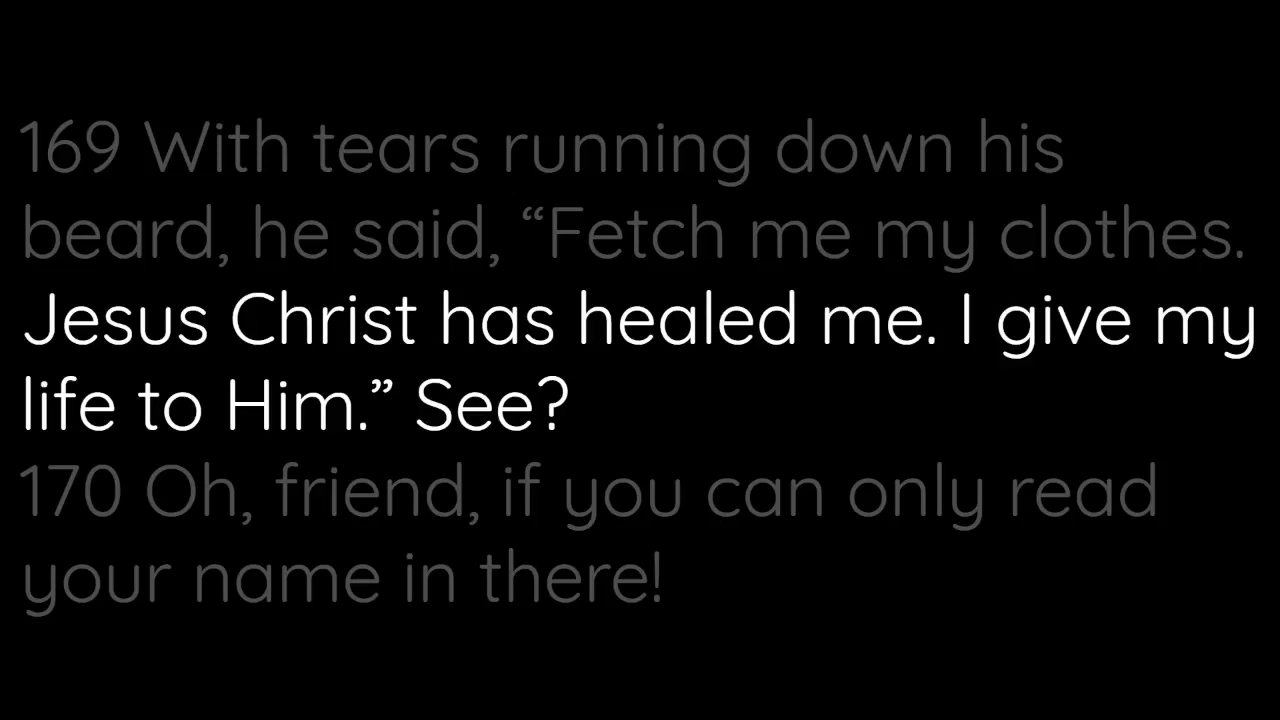 169 With tears running down his
beard, he said, “Fetch me my clothes.
Jesus Christ has healed me. I give my
life to Him.” See?
170 Oh, friend, if you can only read
your name in there!